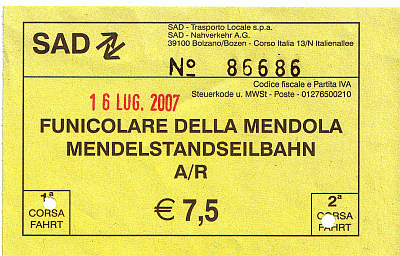 SAD
SAD - Trasporto Locale s.p.a.
SAD - Nahverkehr A.G.
39100 Bolzano/Bozen - Corso Italia 13/N Italienallee
Nº 86686
Codice fiscale e Partita IVA
Steuerkode u. MWSt - Poste - 01276500210
16 LUG. 2007
FUNICOLARE DELLA MENDOLA
MENDELSTANDSEILBAHN
A/R
€ 7,5
1ª
CORSA
FAHRT
2ª
CORSA
FAHRT